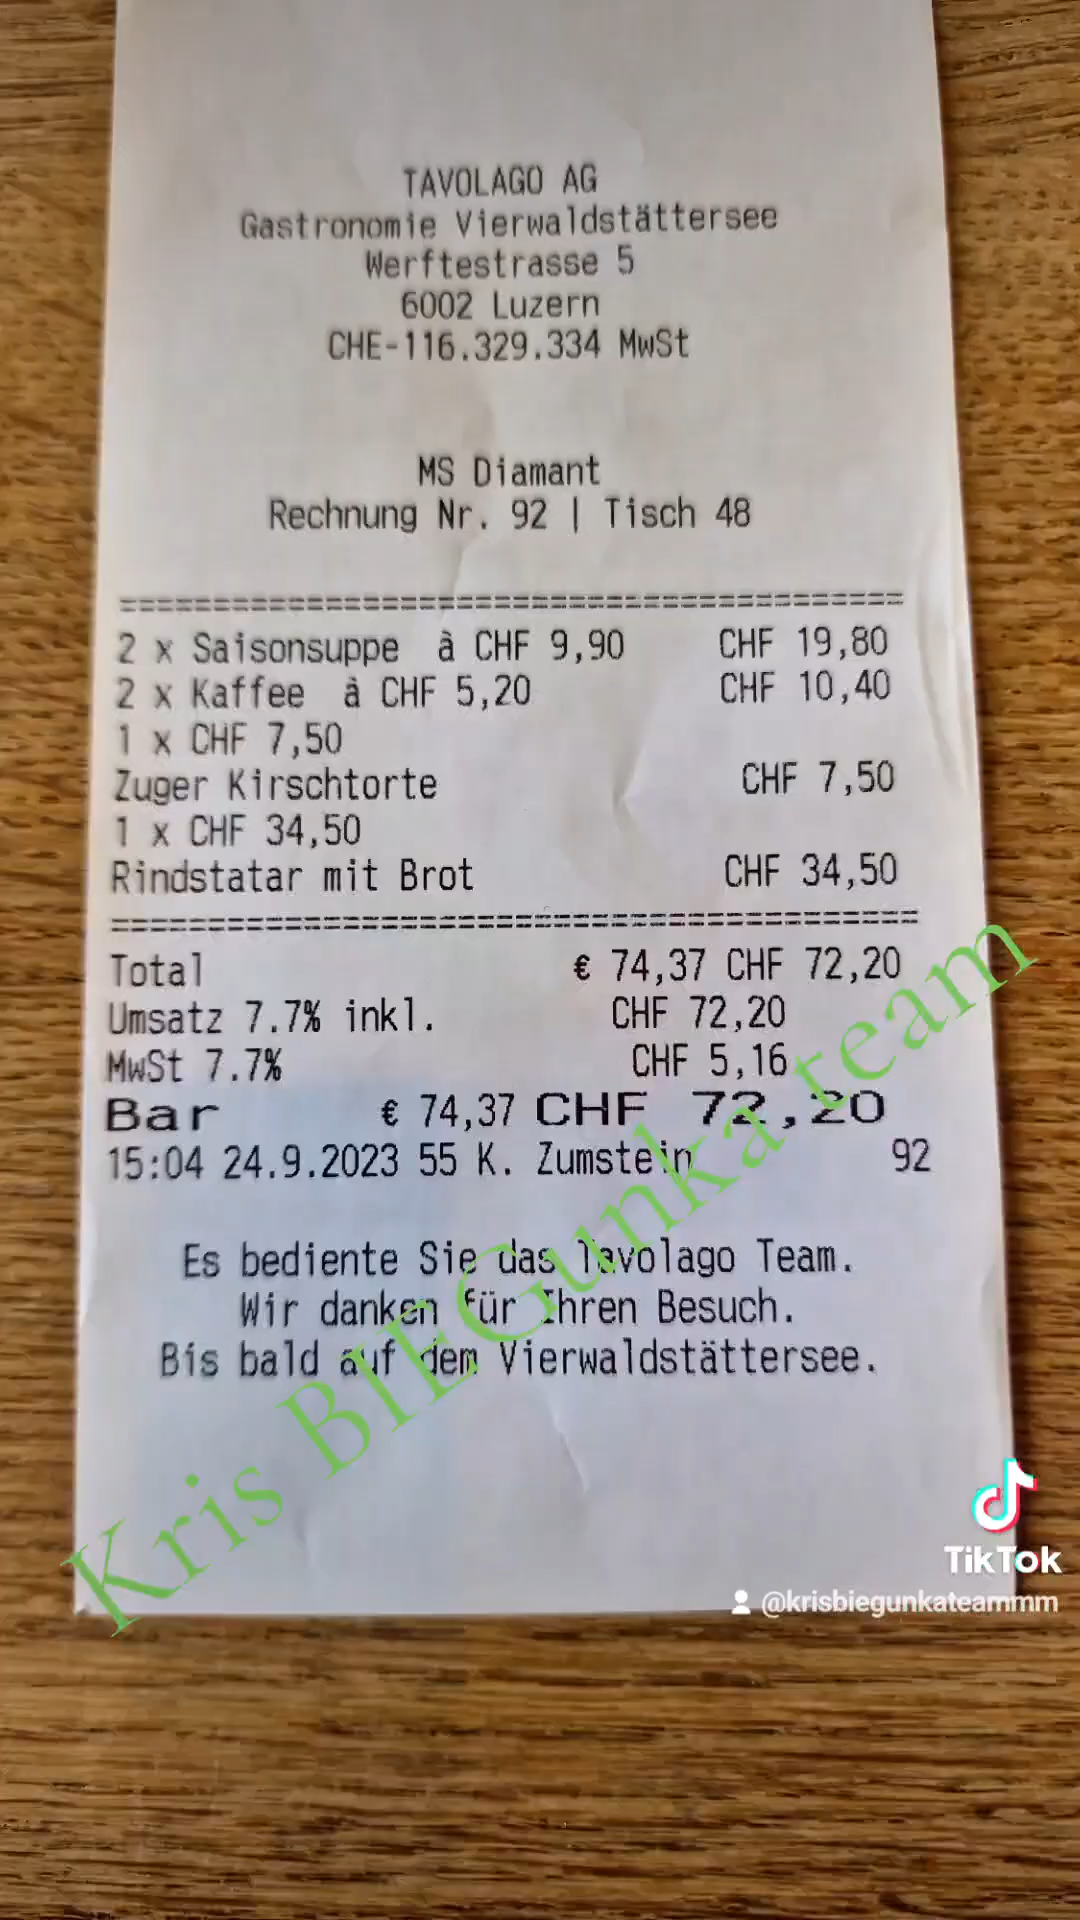 TAVOLAGO AG
Gastronomie Vierwaldstättersee
Werftestrasse 5
6002 Luzern
CHE-116.329.334 MwSt
MS Diamant
Rechnung Nr. 92 | Tisch 48
========================================
2 x Saisonsuppe à CHF 9,90 CHF 19,80
2 x Kaffee à CHF 5,20 CHF 10,40
1 x CHF 7,50
Zuger Kirschtorte CHF 7,50
1 x CHF 34,50
Rindstatar mit Brot CHF 34,50
========================================
Total € 74,37 CHF 72,20
Umsatz 7.7% inkl. CHF 72,20
MwSt 7.7% CHF 5,16
Bar € 74,37 CHF 72,20
15:04 24.9.2023 55 K. Zumstein 92
Es bediente Sie das Tavolago Team.
Wir danken für Ihren Besuch.
Bis bald auf dem Vierwaldstättersee.
Kris BIEGunka team
TikTok
@krisbiegunkateammm